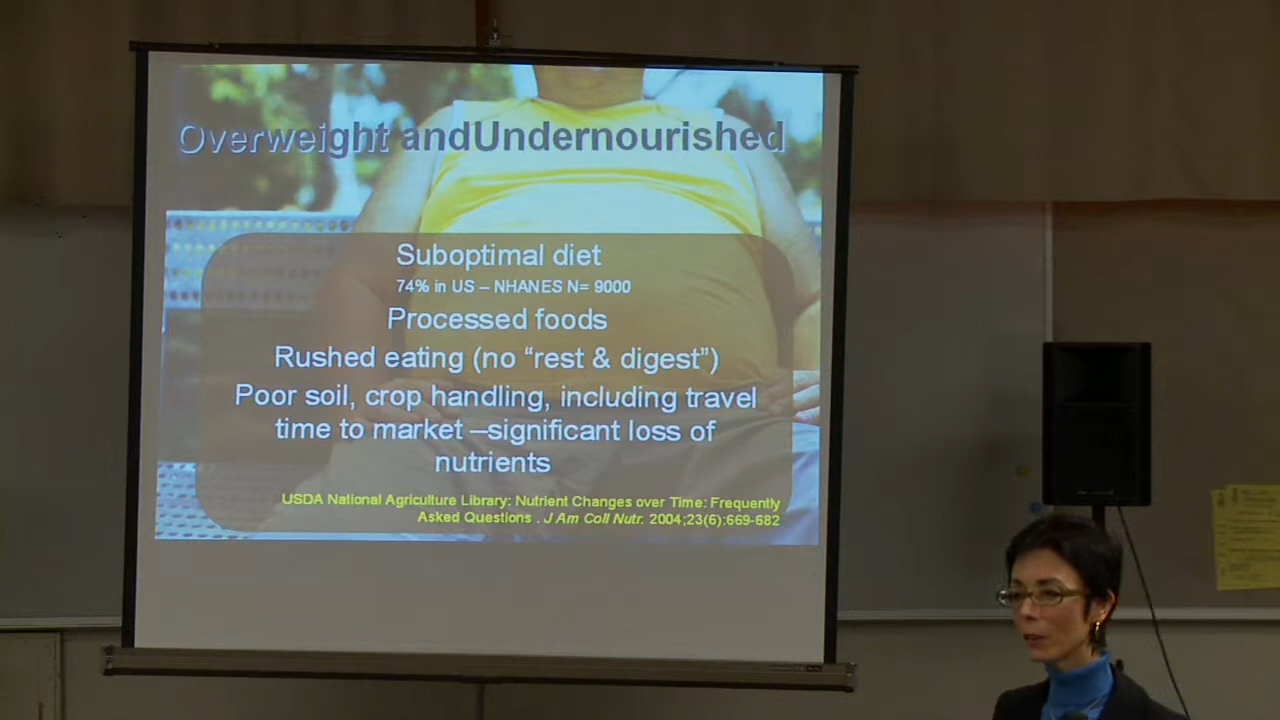 Overweight andUndernourished
Suboptimal diet
74% in US – NHANES N= 9000
Processed foods
Rushed eating (no “rest & digest”)
Poor soil, crop handling, including travel
time to market –significant loss of
nutrients
USDA National Agriculture Library: Nutrient Changes over Time: Frequently
Asked Questions . J Am Coll Nutr. 2004;23(6):669-682